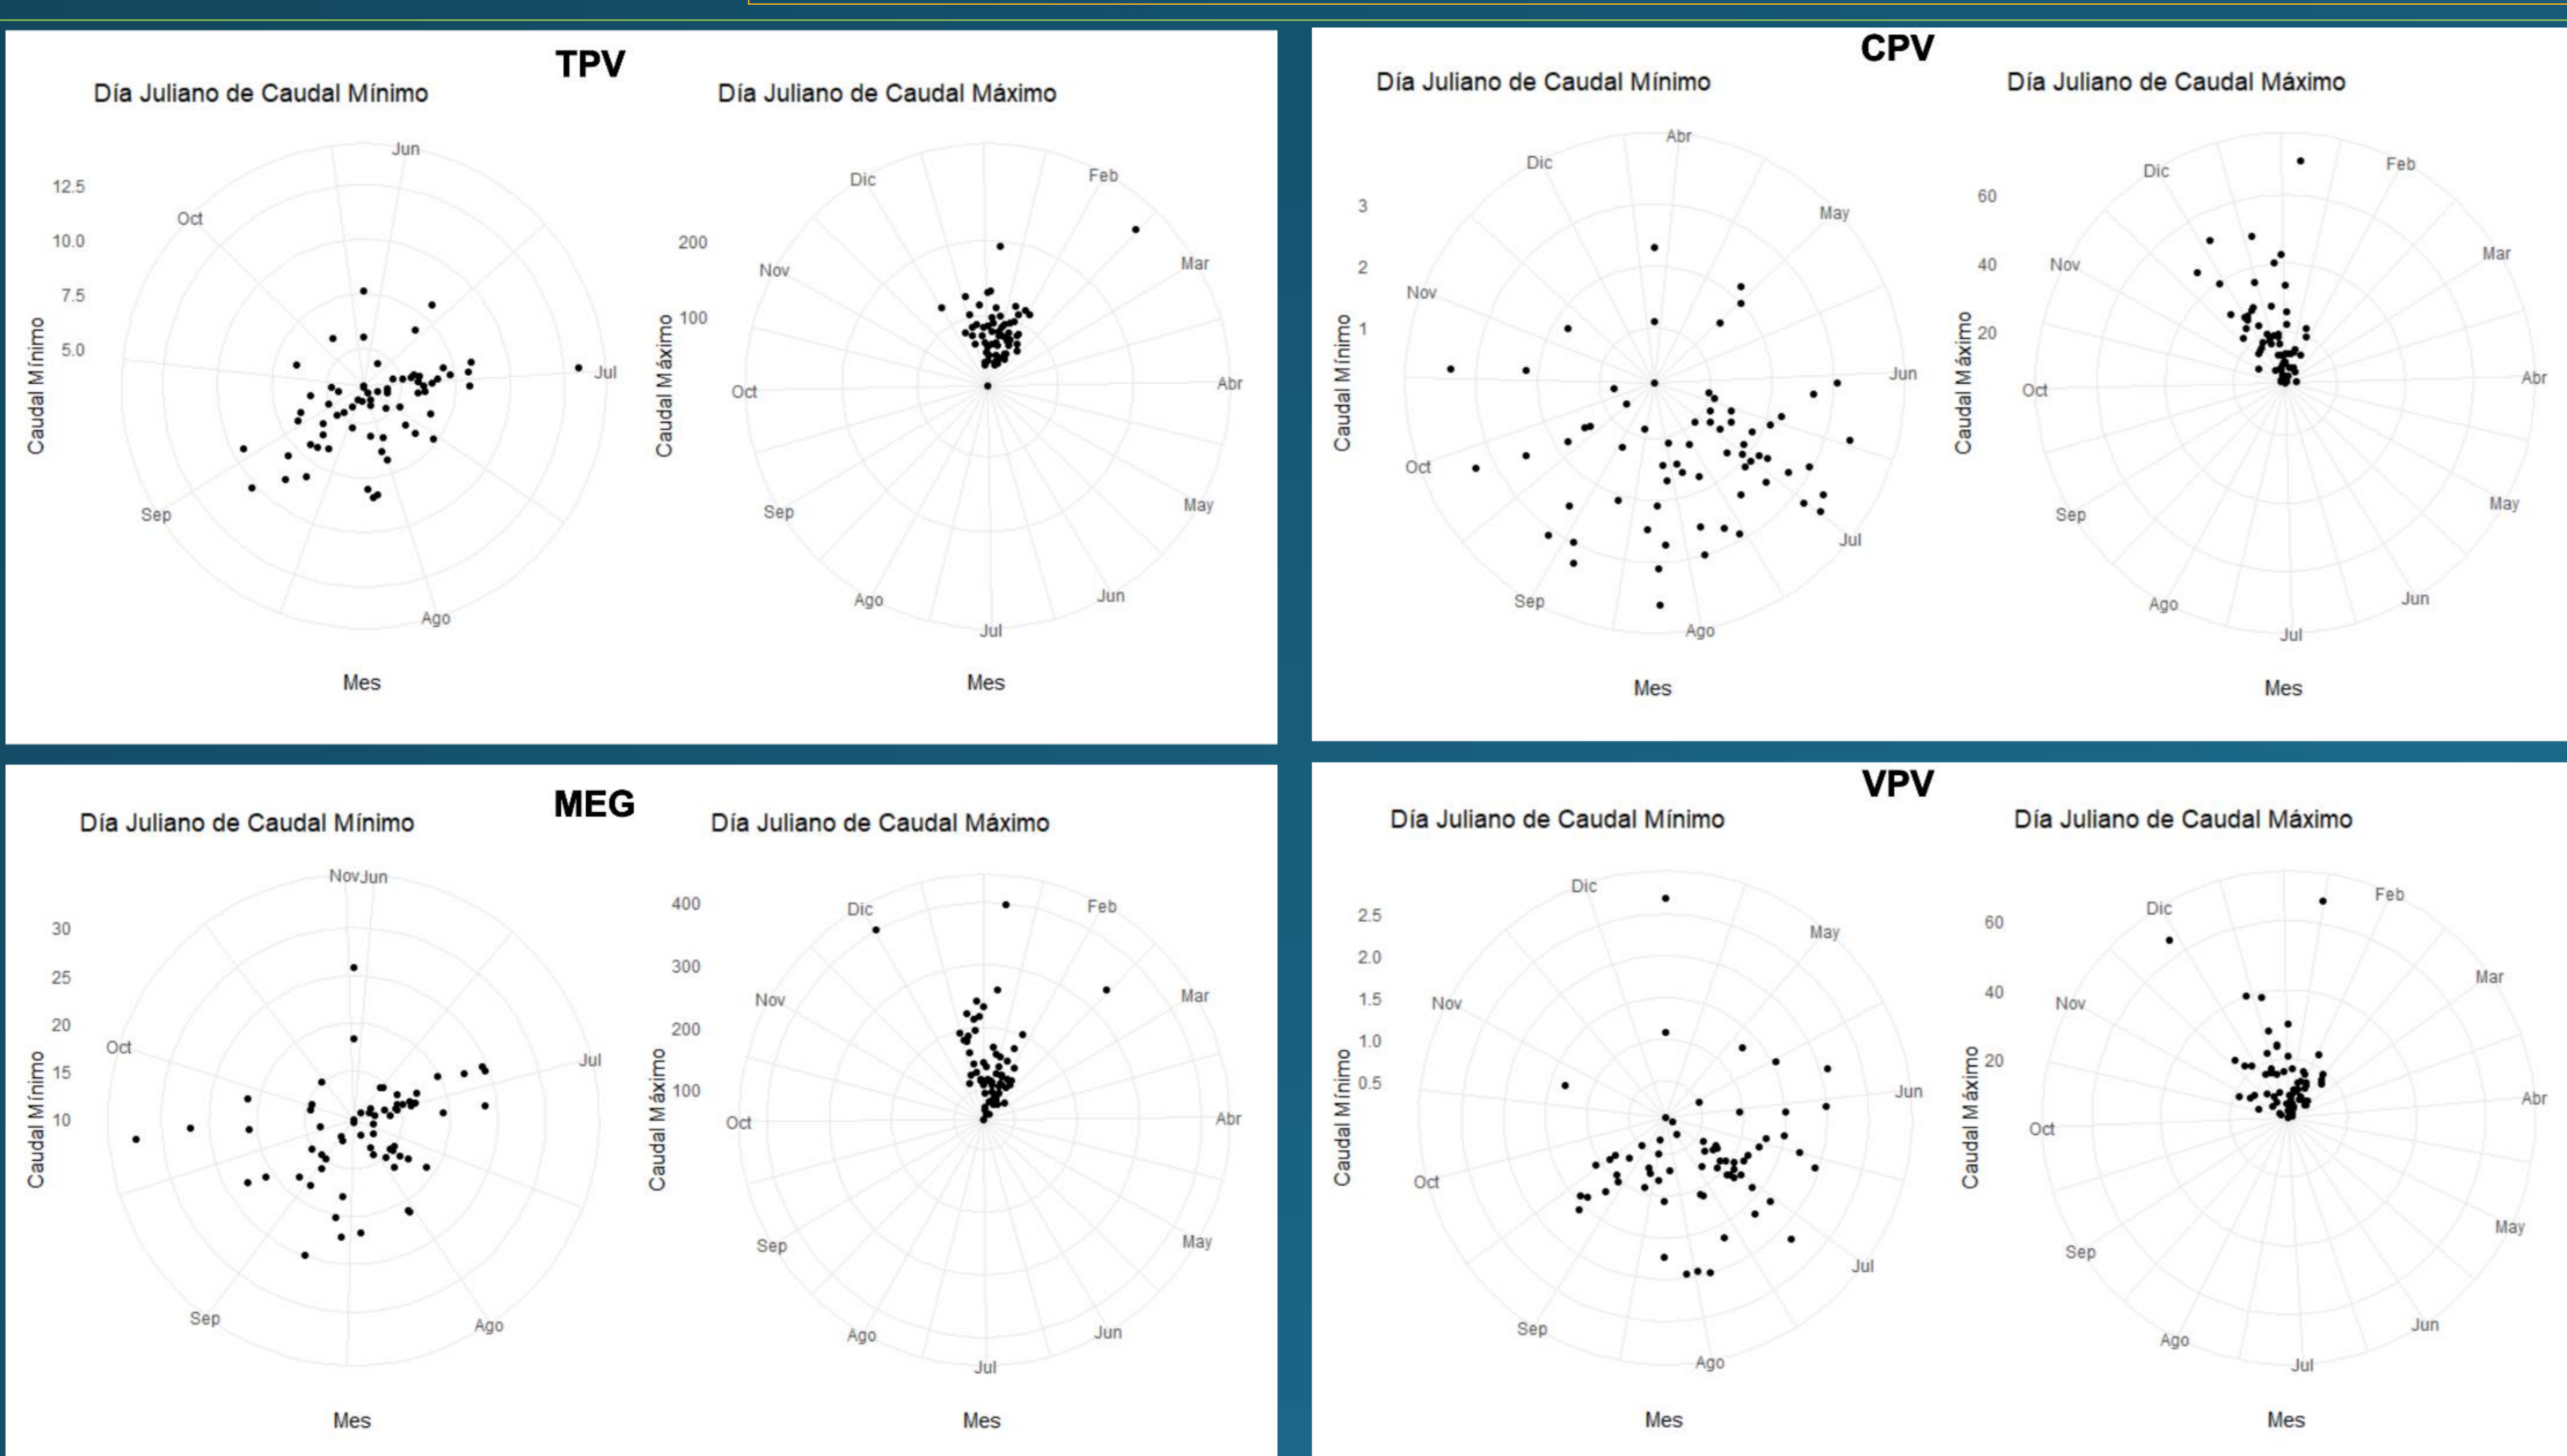 TPV
Día Juliano de Caudal Mínimo
Caudal Mínimo
12.5
10.0
7.5
5.0
Jun
Jul
Ago
Sep
Oct
Mes
Día Juliano de Caudal Máximo
Caudal Máximo
200
100
Feb
Mar
Abr
May
Jun
Jul
Ago
Sep
Oct
Nov
Dic
Mes
CPV
Día Juliano de Caudal Mínimo
Caudal Mínimo
3
2
1
Abr
May
Jun
Jul
Ago
Sep
Oct
Nov
Dic
Mes
Día Juliano de Caudal Máximo
Caudal Máximo
60
40
20
Feb
Mar
Abr
May
Jun
Jul
Ago
Sep
Oct
Nov
Dic
Mes
MEG
Día Juliano de Caudal Mínimo
Caudal Mínimo
30
25
20
15
10
NovJun
Jul
Ago
Sep
Oct
Mes
Día Juliano de Caudal Máximo
Caudal Máximo
400
300
200
100
Feb
Mar
Abr
May
Jun
Jul
Ago
Sep
Oct
Nov
Dic
Mes
VPV
Día Juliano de Caudal Mínimo
Caudal Mínimo
2.5
2.0
1.5
1.0
0.5
May
Jun
Jul
Ago
Sep
Oct
Nov
Dic
Mes
Día Juliano de Caudal Máximo
Caudal Máximo
60
40
20
Feb
Mar
Abr
May
Jun
Jul
Ago
Sep
Oct
Nov
Dic
Mes